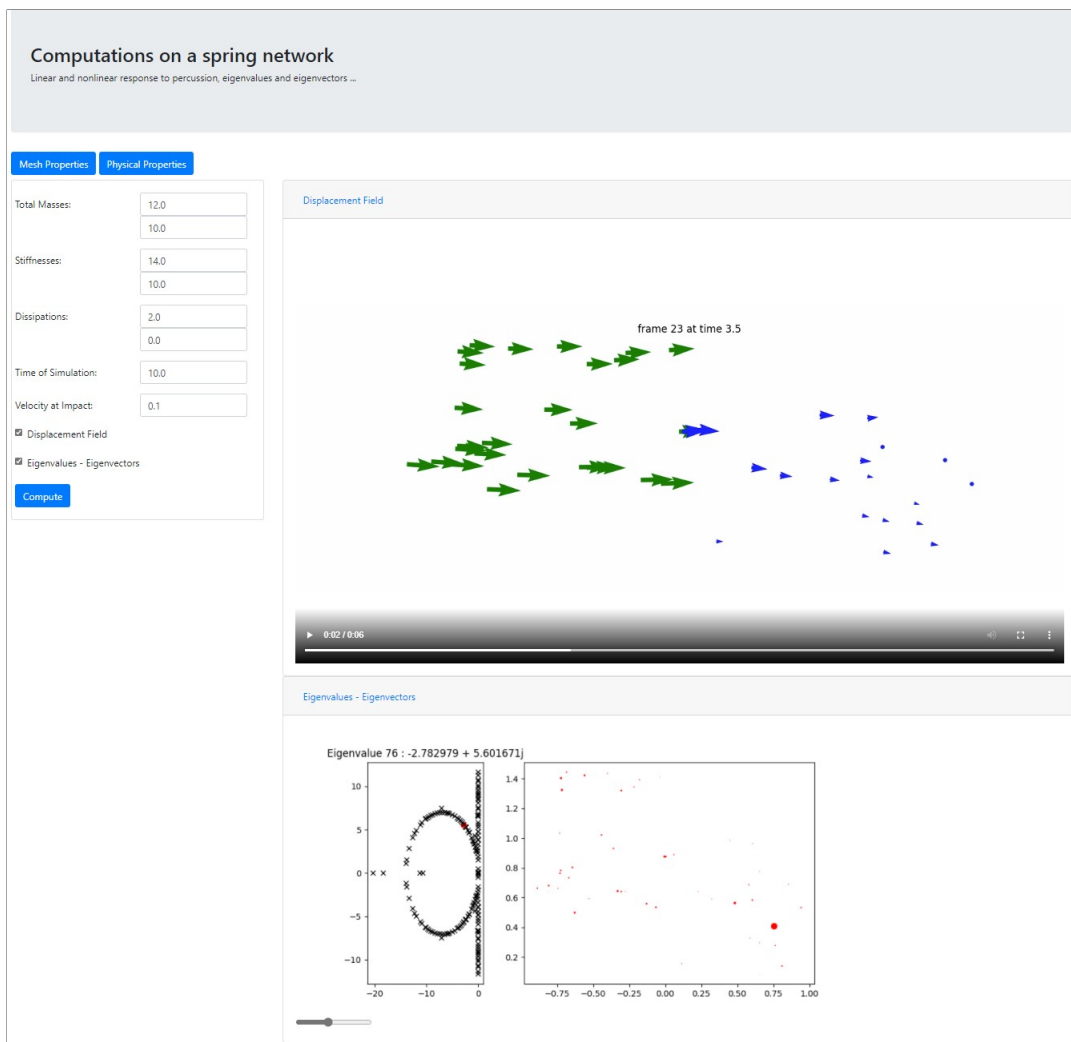 Computations on a spring network
Linear and nonlinear response to percussion, eigenvalues and eigenvectors ...
Mesh Properties Physical Properties
Total Masses: 12.0
10.0
Stiffnesses: 14.0
10.0
Dissipations: 2.0
0.0
Time of Simulation: 10.0
Velocity at Impact: 0.1
Displacement Field
Eigenvalues - Eigenvectors
Compute
Displacement Field
frame 23 at time 3.5
0:02 / 0:06
Eigenvalues - Eigenvectors
Eigenvalue 76 : -2.782979 + 5.601671j
10
5
0
−5
−10
−20 −10 0
1.4
1.2
1.0
0.8
0.6
0.4
0.2
−0.75 −0.50 −0.25 0.00 0.25 0.50 0.75 1.00